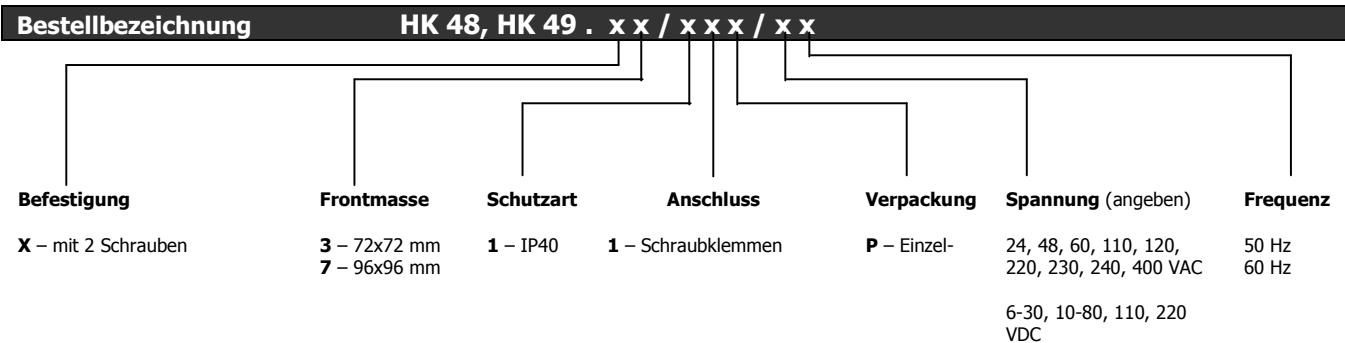 Bestellbezeichnung HK 48, HK 49 . x x / x x x / x x
Befestigung Frontmasse Schutzart Anschluss Verpackung Spannung (angeben) Frequenz
X – mit 2 Schrauben 3 – 72x72 mm 1 – IP40 1 – Schraubklemmen P – Einzel- 24, 48, 60, 110, 120, 50 Hz
7 – 96x96 mm 220, 230, 240, 400 VAC 60 Hz
6-30, 10-80, 110, 220
VDC